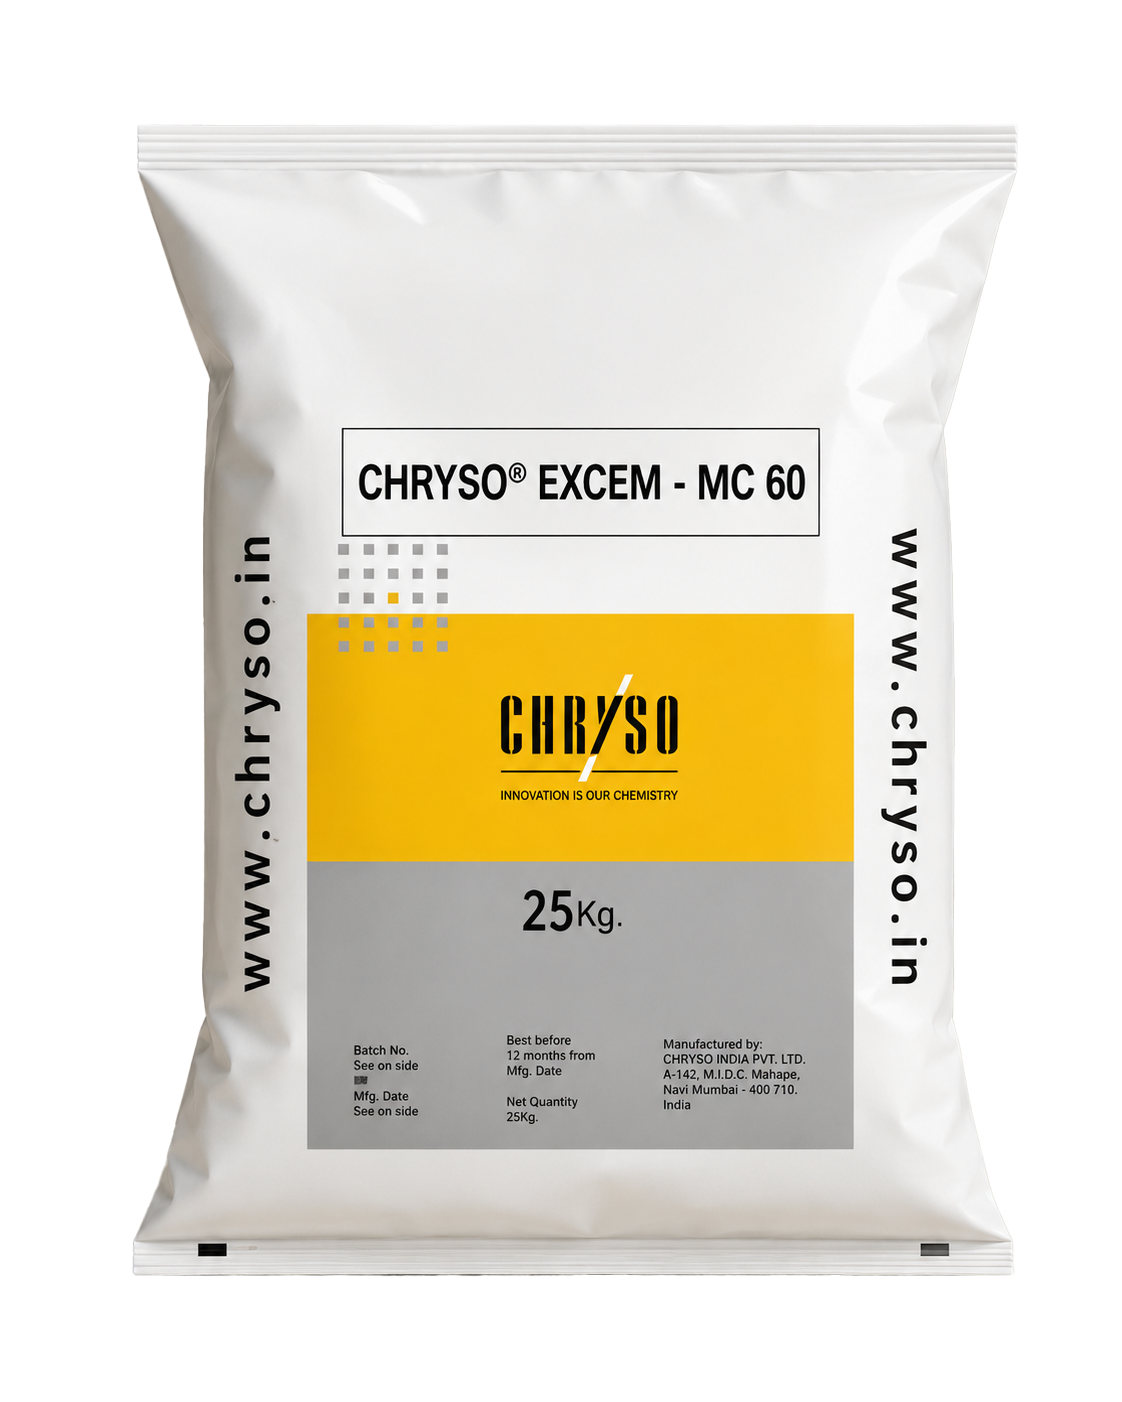 CHRYSO® EXCEM - MC 60
www.chryso.in
www.chryso.in
CHRYSO
INNOVATION IS OUR CHEMISTRY
25Kg.
Batch No.
See on side
Mfg. Date
See on side
Best before
12 months from
Mfg. Date
Net Quantity
25Kg.
Manufactured by:
CHRYSO INDIA PVT. LTD.
A-142, M.I.D.C. Mahape,
Navi Mumbai - 400 710.
India